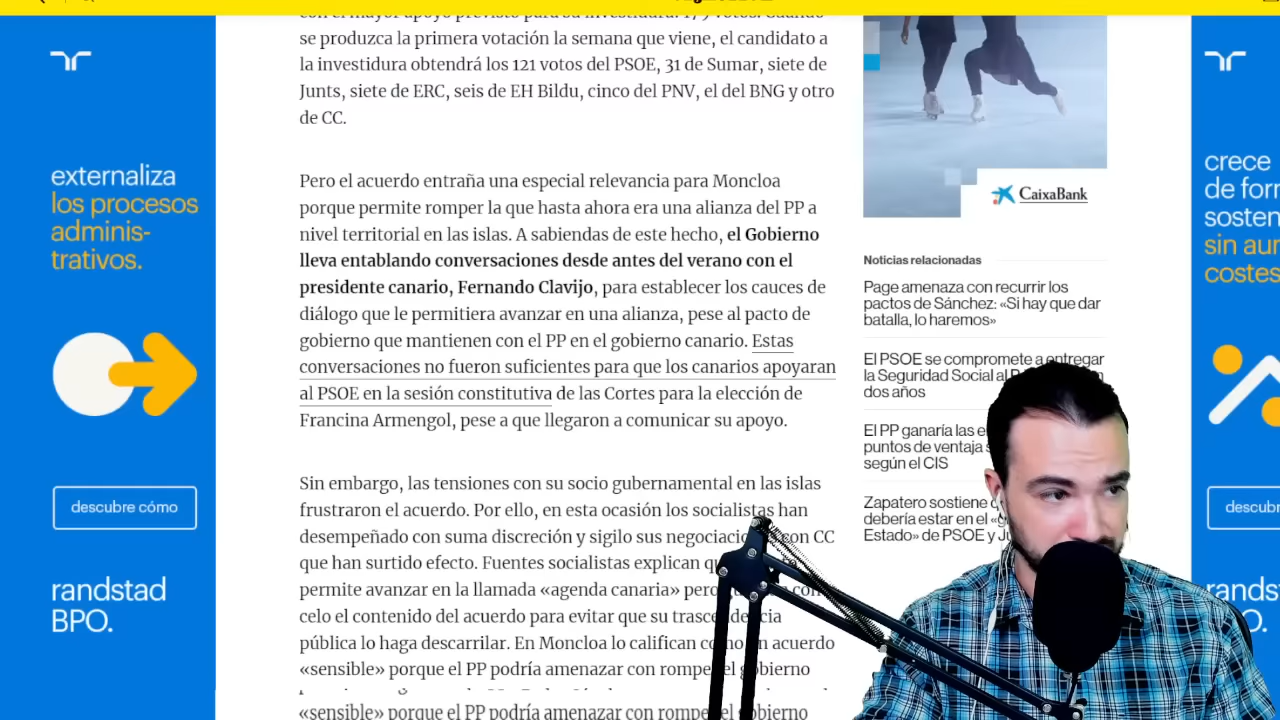 con el mayor apoyo previsto para su investidura: 179 votos. Cuando
se produzca la primera votación la semana que viene, el candidato a
la investidura obtendrá los 121 votos del PSOE, 31 de Sumar, siete de
Junts, siete de ERC, seis de EH Bildu, cinco del PNV, el del BNG y otro
de CC.
Pero el acuerdo entraña una especial relevancia para Moncloa
porque permite romper la que hasta ahora era una alianza del PP a
nivel territorial en las islas. A sabiendas de este hecho, el Gobierno
lleva entablando conversaciones desde antes del verano con el
presidente canario, Fernando Clavijo, para establecer los cauces de
diálogo que le permitiera avanzar en una alianza, pese al pacto de
gobierno que mantienen con el PP en el gobierno canario. Estas
conversaciones no fueron suficientes para que los canarios apoyaran
al PSOE en la sesión constitutiva de las Cortes para la elección de
Francina Armengol, pese a que llegaron a comunicar su apoyo.
Sin embargo, las tensiones con su socio gubernamental en las islas
frustraron el acuerdo. Por ello, en esta ocasión los socialistas han
desempeñado con suma discreción y sigilo sus negociaciones con CC
que han surtido efecto. Fuentes socialistas explican
permite avanzar en la llamada «agenda canaria» pero
celo el contenido del acuerdo para evitar que su trascendencia
pública lo haga descarrilar. En Moncloa lo califican como un acuerdo
«sensible» porque el PP podría amenazar con romper el gobierno
«sensible» porque el PP podría amenazar con romper el gobierno
externaliza
los procesos
adminis-
trativos.
descubre cómo
randstad
BPO.
CaixaBank
Noticias relacionadas
Page amenaza con recurrir los
pactos de Sánchez: «Si hay que dar
batalla, lo haremos»
El PSOE se compromete a entregar
la Seguridad Social al
dos años
El PP ganaría las
puntos de ventaja
según el CIS
Zapatero sostiene
debería estar en el
Estado» de PSOE y
crece
de for
sosten
sin au
costes
descubr
rands